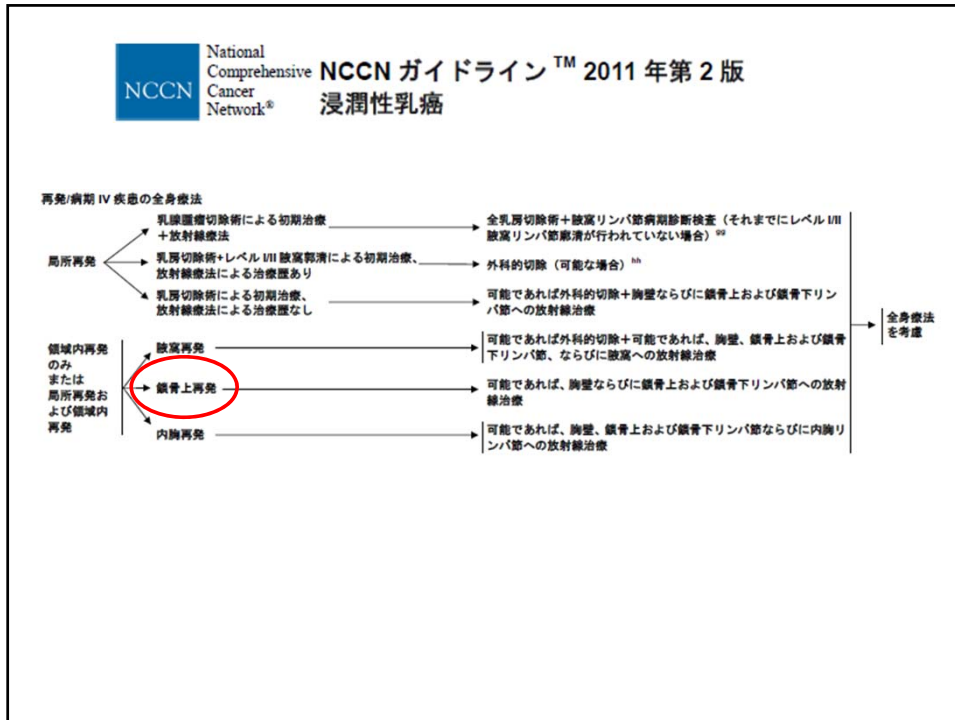 NCCN
National
Comprehensive
Cancer
Network®
NCCN ガイドライン™ 2011 年第 2 版
浸潤性乳癌
再発/病期 IV 疾患の全身療法
局所再発
乳腺腫瘤切除術による初期治療
+放射線療法
全乳房切除術+腋窩リンパ節病期診断検査(それまでにレベル I/II
腋窩リンパ節廓清が行われていない場合)gg
乳房切除術+レベル I/II 腋窩郭清による初期治療、
放射線療法による治療歴あり
外科的切除(可能な場合)hh
乳房切除術による初期治療、
放射線療法による治療歴なし
可能であれば外科的切除+胸壁ならびに鎖骨上および鎖骨下リン
パ節への放射線治療
領域内再発
のみ
または
局所再発お
よび領域内
再発
腋窩再発
可能であれば外科的切除+可能であれば、胸壁、鎖骨上および鎖骨
下リンパ節、ならびに腋窩への放射線治療
鎖骨上再発
可能であれば、胸壁ならびに鎖骨上および鎖骨下リンパ節への放射
線治療
内胸再発
可能であれば、胸壁、鎖骨上および鎖骨下リンパ節ならびに内胸リ
ンパ節への放射線治療
全身療法
を考慮